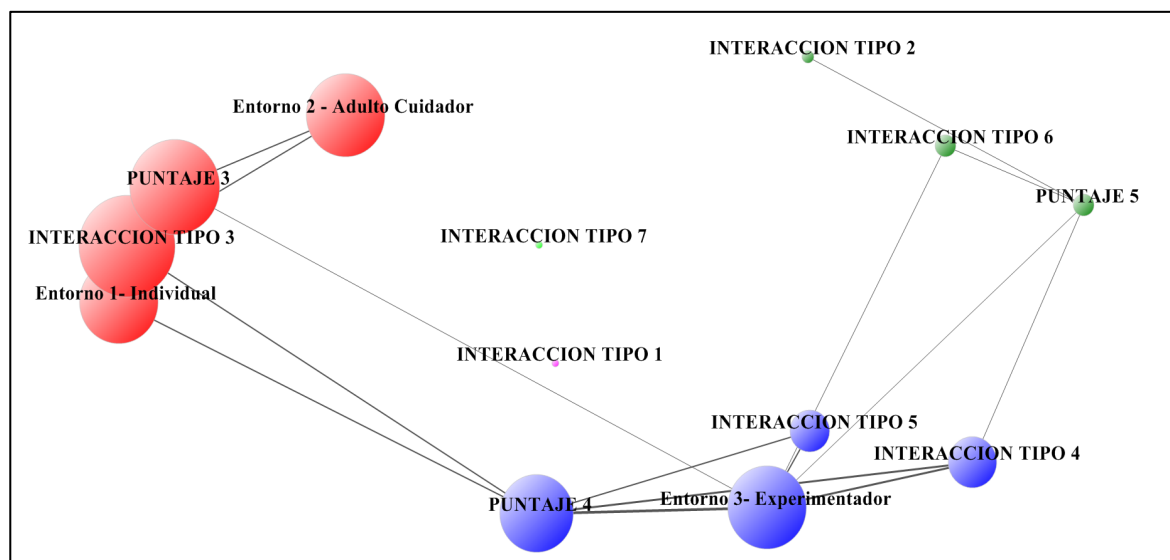 INTERACCION TIPO 2
Entorno 2 - Adulto Cuidador
INTERACCION TIPO 6
PUNTAJE 3
PUNTAJE 5
INTERACCION TIPO 3
INTERACCION TIPO 7
Entorno 1- Individual
INTERACCION TIPO 1
INTERACCION TIPO 5
INTERACCION TIPO 4
PUNTAJE 4
Entorno 3- Experimentador